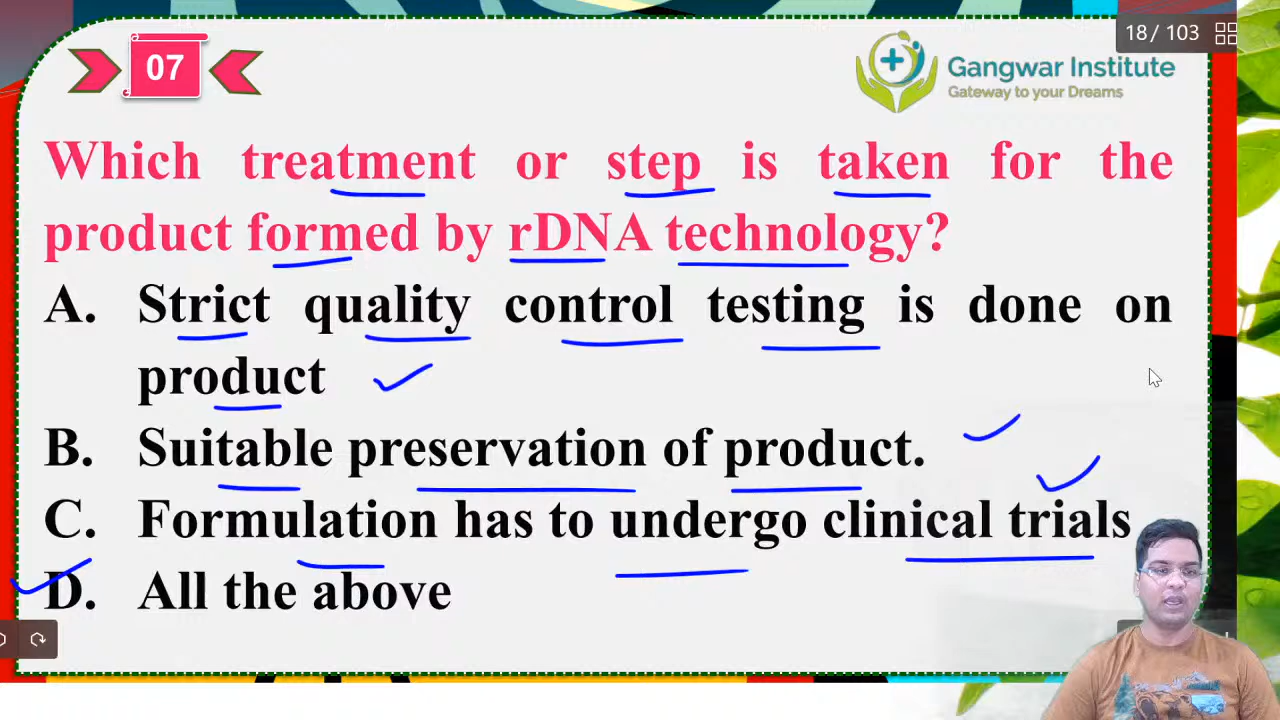 18 / 103
07
Gangwar Institute
Gateway to your Dreams
Which treatment or step is taken for the
product formed by rDNA technology?
A. Strict quality control testing is done on
product
B. Suitable preservation of product.
C. Formulation has to undergo clinical trials
D. All the above